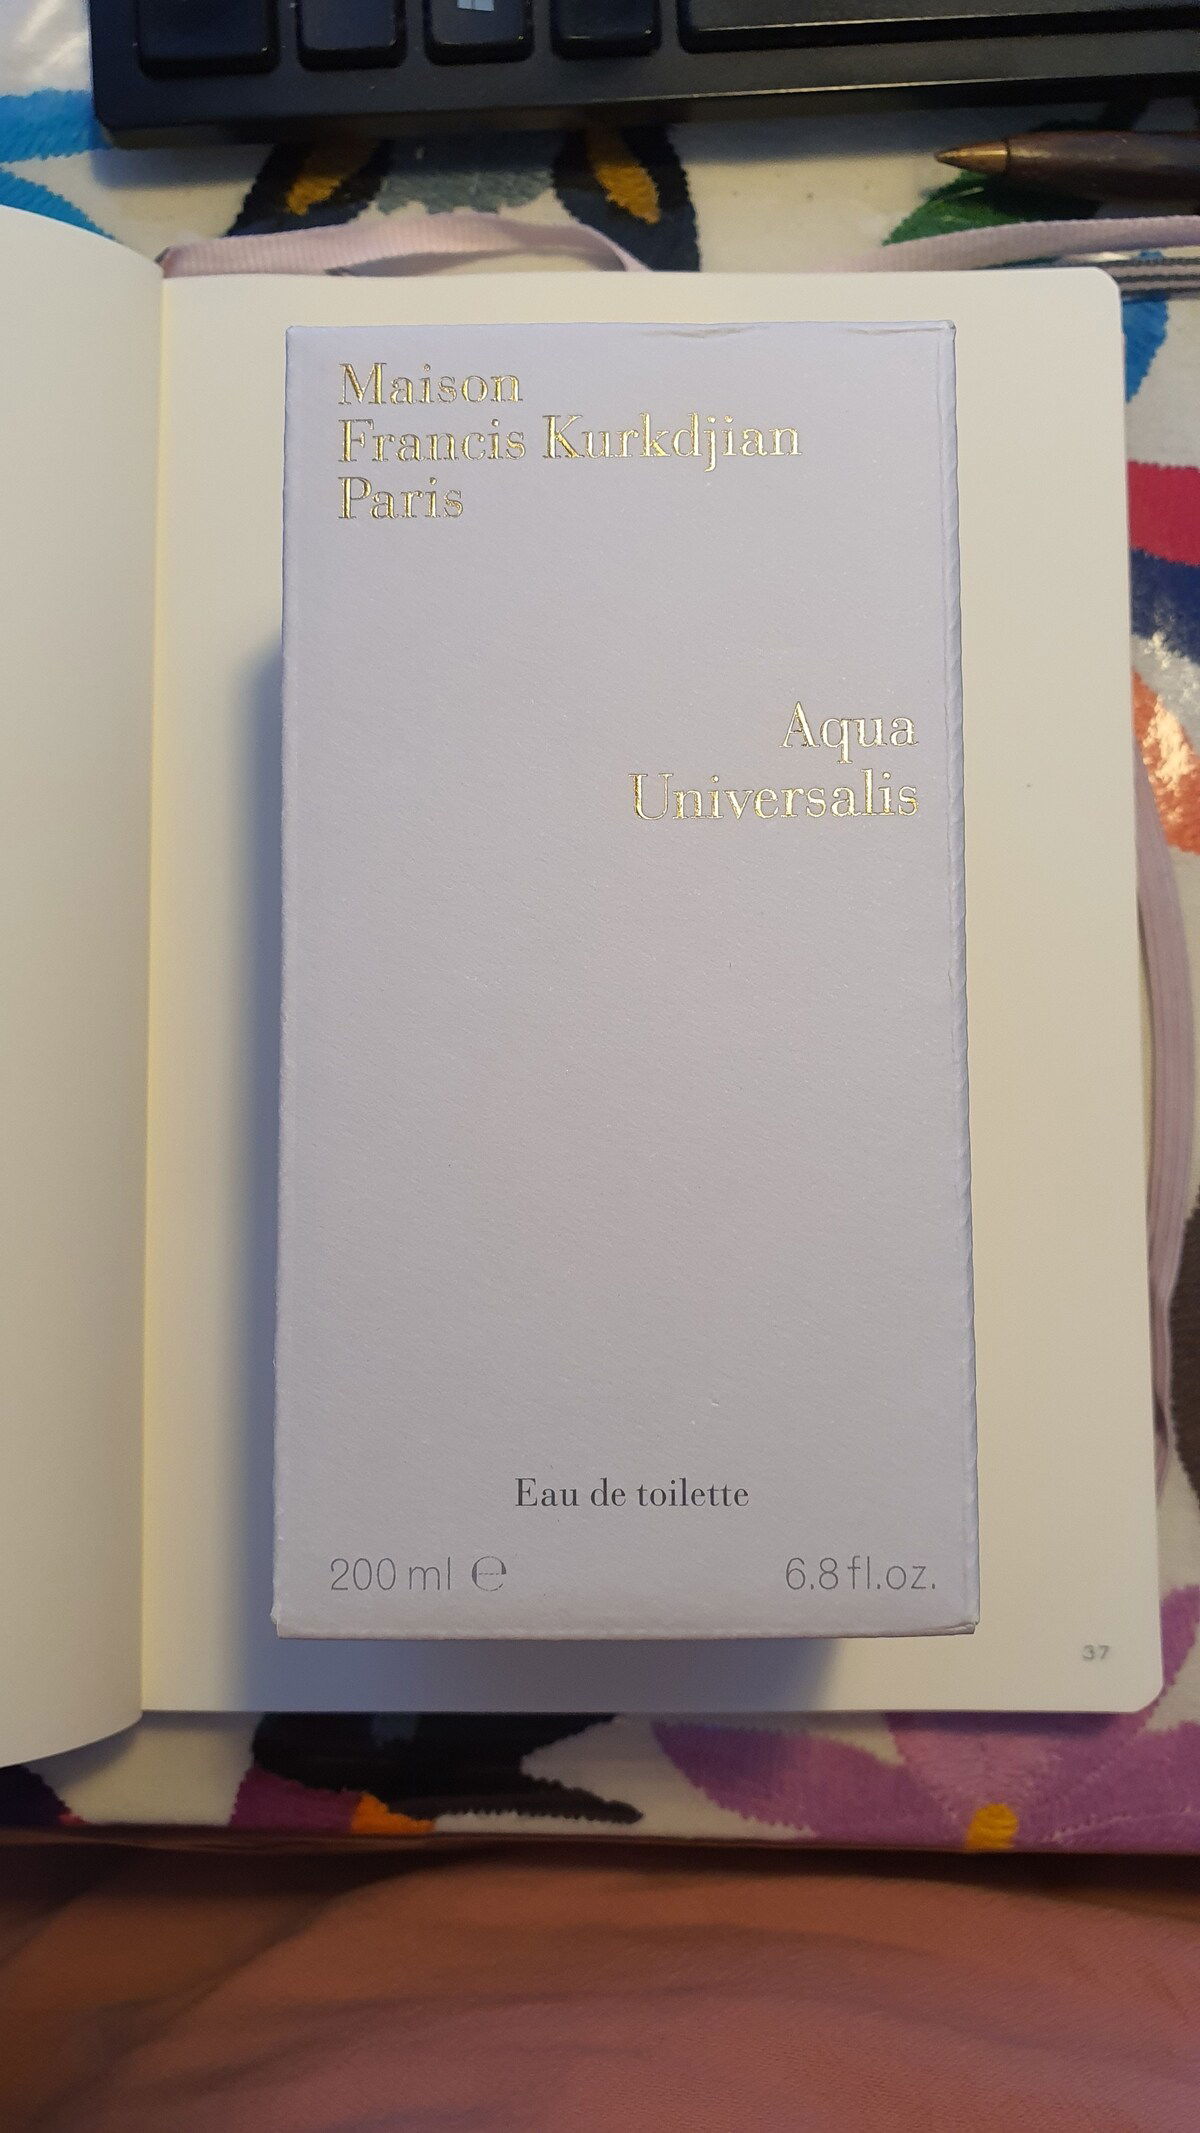 Maison
Francis Kurkdjian
Paris
Aqua
Universalis
Eau de toilette
200 ml ℮ 6.8 fl.oz.
37